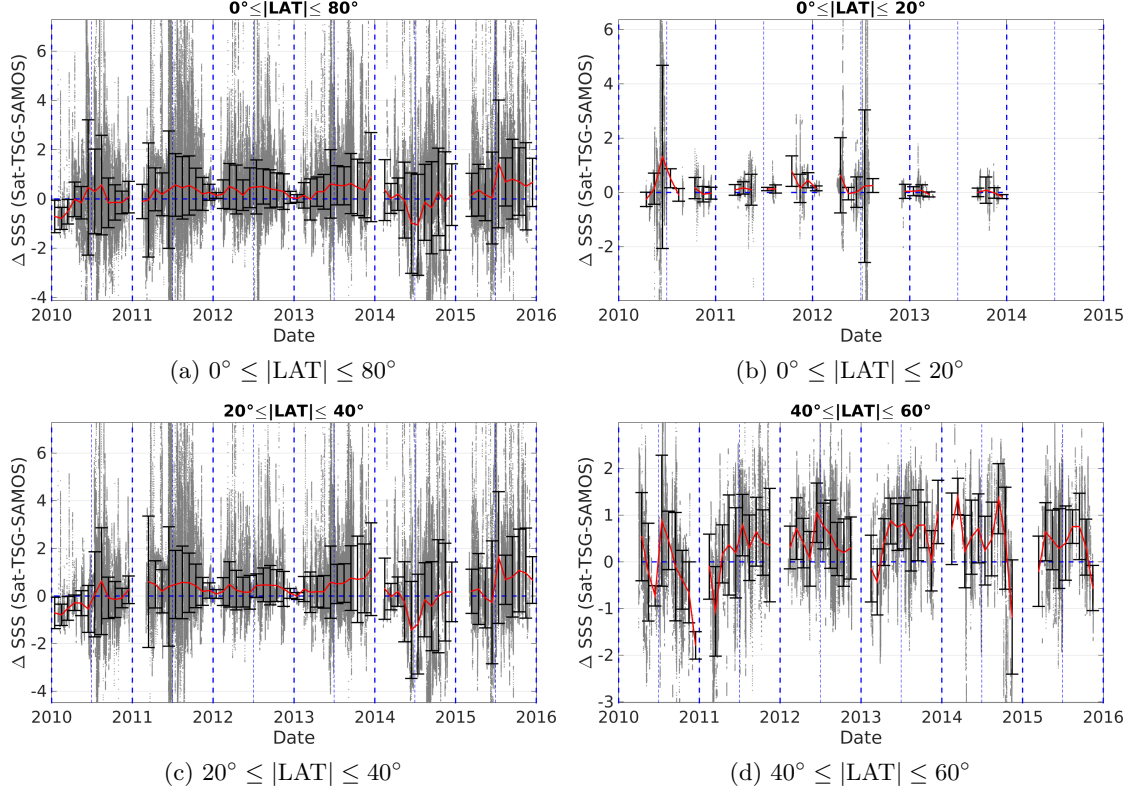 0°≤|LAT|≤ 80°
Δ SSS (Sat-TSG-SAMOS)
6
4
2
0
-2
-4
2010 2011 2012 2013 2014 2015 2016
Date
(a) 0° ≤ |LAT| ≤ 80°
0°≤|LAT|≤ 20°
Δ SSS (Sat-TSG-SAMOS)
6
4
2
0
-2
2010 2011 2012 2013 2014 2015
Date
(b) 0° ≤ |LAT| ≤ 20°
20°≤|LAT|≤ 40°
Δ SSS (Sat-TSG-SAMOS)
6
4
2
0
-2
-4
2010 2011 2012 2013 2014 2015 2016
Date
(c) 20° ≤ |LAT| ≤ 40°
40°≤|LAT|≤ 60°
Δ SSS (Sat-TSG-SAMOS)
2
1
0
-1
-2
-3
2010 2011 2012 2013 2014 2015 2016
Date
(d) 40° ≤ |LAT| ≤ 60°